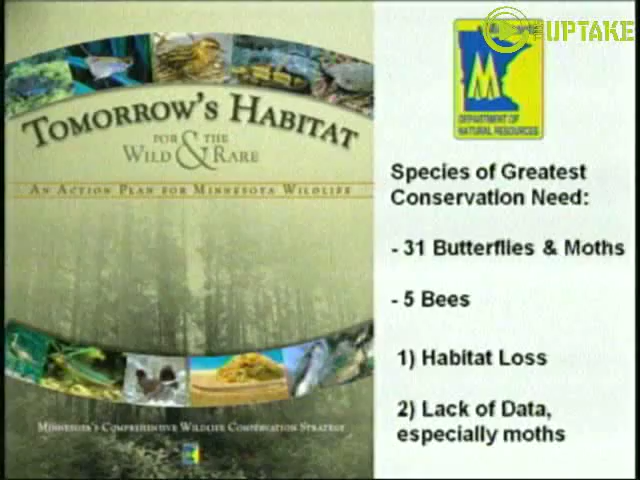 THE UPTAKE
TOMORROW'S HABITAT
FOR THE
WILD & RARE
AN ACTION PLAN FOR MINNESOTA WILDLIFE
MINNESOTA'S COMPREHENSIVE WILDLIFE CONSERVATION STRATEGY
M
DEPARTMENT OF
NATURAL RESOURCES
Species of Greatest
Conservation Need:
- 31 Butterflies & Moths
- 5 Bees
1) Habitat Loss
2) Lack of Data,
especially moths